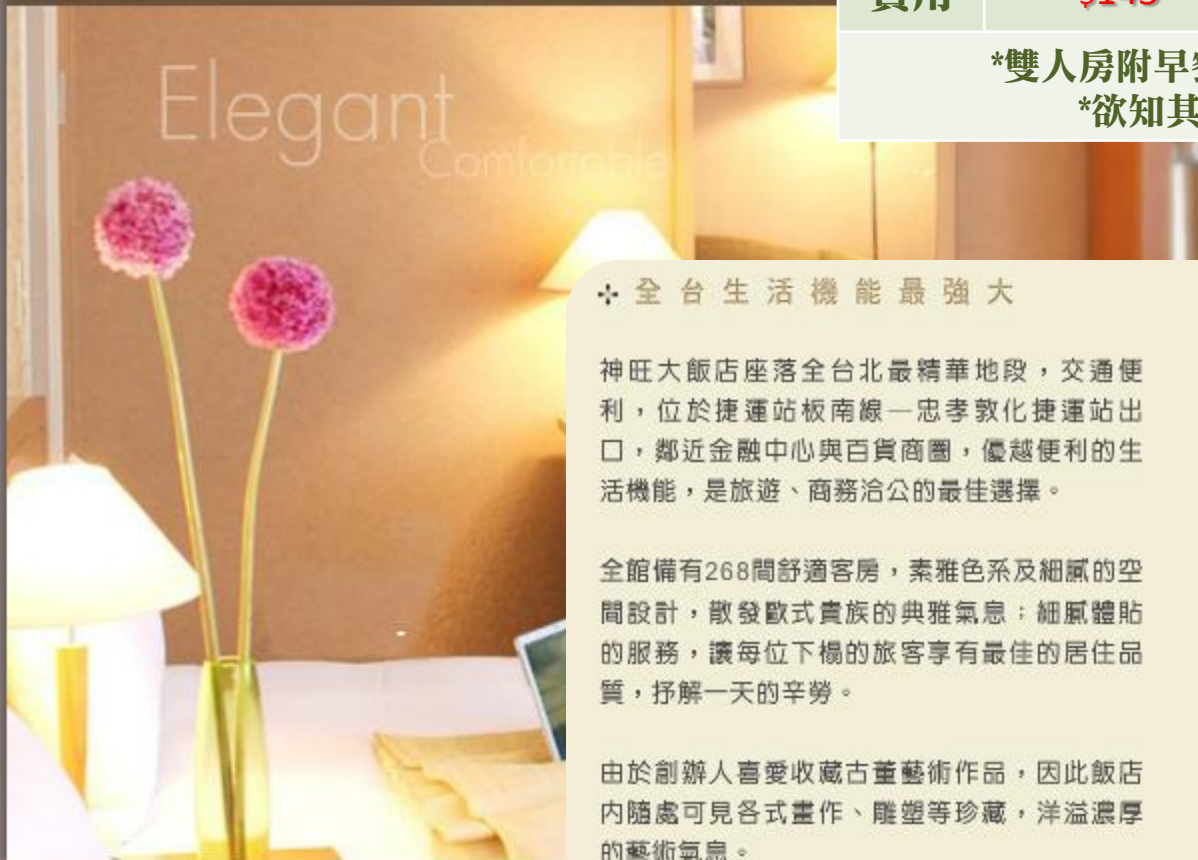 費用 $145
*雙人房附早餐
*欲知其
Elegant
Comfortable
全台生活機能最強大
神旺大飯店座落全台北最精華地段，交通便
利，位於捷運站板南線—忠孝敦化捷運站出
口，鄰近金融中心與百貨商圈，優越便利的生
活機能，是旅遊、商務洽公的最佳選擇。
全館備有268間舒適客房，素雅色系及細膩的空
間設計，散發歐式貴族的典雅氣息；細膩體貼
的服務，讓每位下榻的旅客享有最佳的居住品
質，抒解一天的辛勞。
由於創辦人喜愛收藏古董藝術作品，因此飯店
內隨處可見各式畫作、雕塑等珍藏，洋溢濃厚
的藝術氣息。